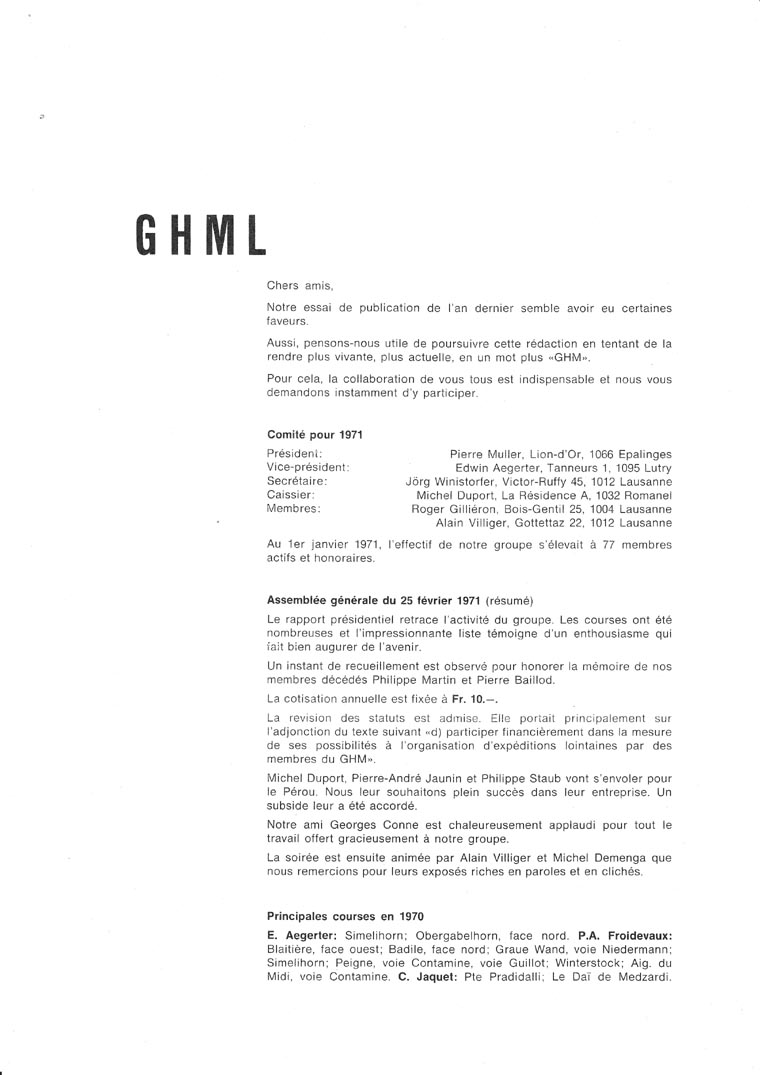 GHML
Chers amis,
Notre essai de publication de l'an dernier semble avoir eu certaines
faveurs.
Aussi, pensons-nous utile de poursuivre cette rédaction en tentant de la
rendre plus vivante, plus actuelle, en un mot plus «GHM».
Pour cela, la collaboration de vous tous est indispensable et nous vous
demandons instamment d'y participer.
Comité pour 1971
Président: Pierre Muller, Lion-d'Or, 1066 Epalinges
Vice-président: Edwin Aegerter, Tanneurs 1, 1095 Lutry
Secrétaire: Jörg Winistorfer, Victor-Ruffy 45, 1012 Lausanne
Caissier: Michel Duport, La Résidence A, 1032 Romanel
Membres: Roger Gilliéron, Bois-Gentil 25, 1004 Lausanne
Alain Villiger, Gottettaz 22, 1012 Lausanne
Au 1er janvier 1971, l'effectif de notre groupe s'élevait à 77 membres
actifs et honoraires.
Assemblée générale du 25 février 1971 (résumé)
Le rapport présidentiel retrace l'activité du groupe. Les courses ont été
nombreuses et l'impressionnante liste témoigne d'un enthousiasme qui
fait bien augurer de l'avenir.
Un instant de recueillement est observé pour honorer la mémoire de nos
membres décédés Philippe Martin et Pierre Baillod.
La cotisation annuelle est fixée à Fr. 10.–.
La revision des statuts est admise. Elle portait principalement sur
l'adjonction du texte suivant «d) participer financièrement dans la mesure
de ses possibilités à l'organisation d'expéditions lointaines par des
membres du GHM».
Michel Duport, Pierre-André Jaunin et Philippe Staub vont s'envoler pour
le Pérou. Nous leur souhaitons plein succès dans leur entreprise. Un
subside leur a été accordé.
Notre ami Georges Conne est chaleureusement applaudi pour tout le
travail offert gracieusement à notre groupe.
La soirée est ensuite animée par Alain Villiger et Michel Demenga que
nous remercions pour leurs exposés riches en paroles et en clichés.
Principales courses en 1970
E. Aegerter: Simelihorn; Obergabelhorn, face nord. P.A. Froidevaux:
Blaitière, face ouest; Badile, face nord; Graue Wand, voie Niedermann;
Simelihorn; Peigne, voie Contamine, voie Guillot; Winterstock; Aig. du
Midi, voie Contamine. C. Jaquet: Pte Pradidalli; Le Daï de Medzardi.